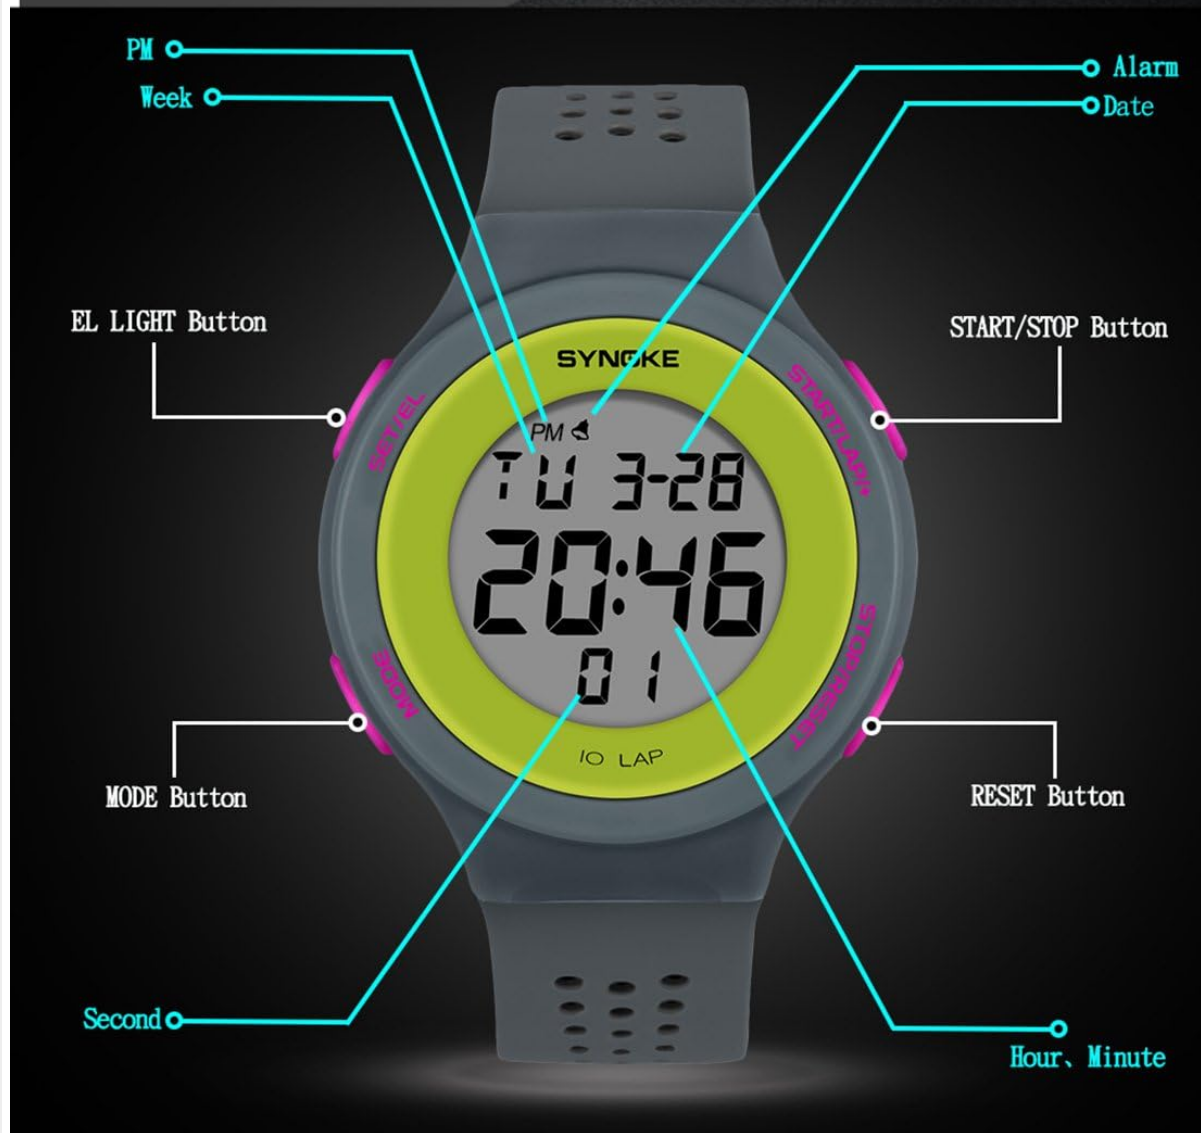 PM
Week
Alarm
Date
EL LIGHT Button
START/STOP Button
SYNOKE
SET/EL
START/LAP/+
PM
TU 3-28
20:46
01
MODE
STOP/RESET
10 LAP
MODE Button
RESET Button
Second
Hour、Minute